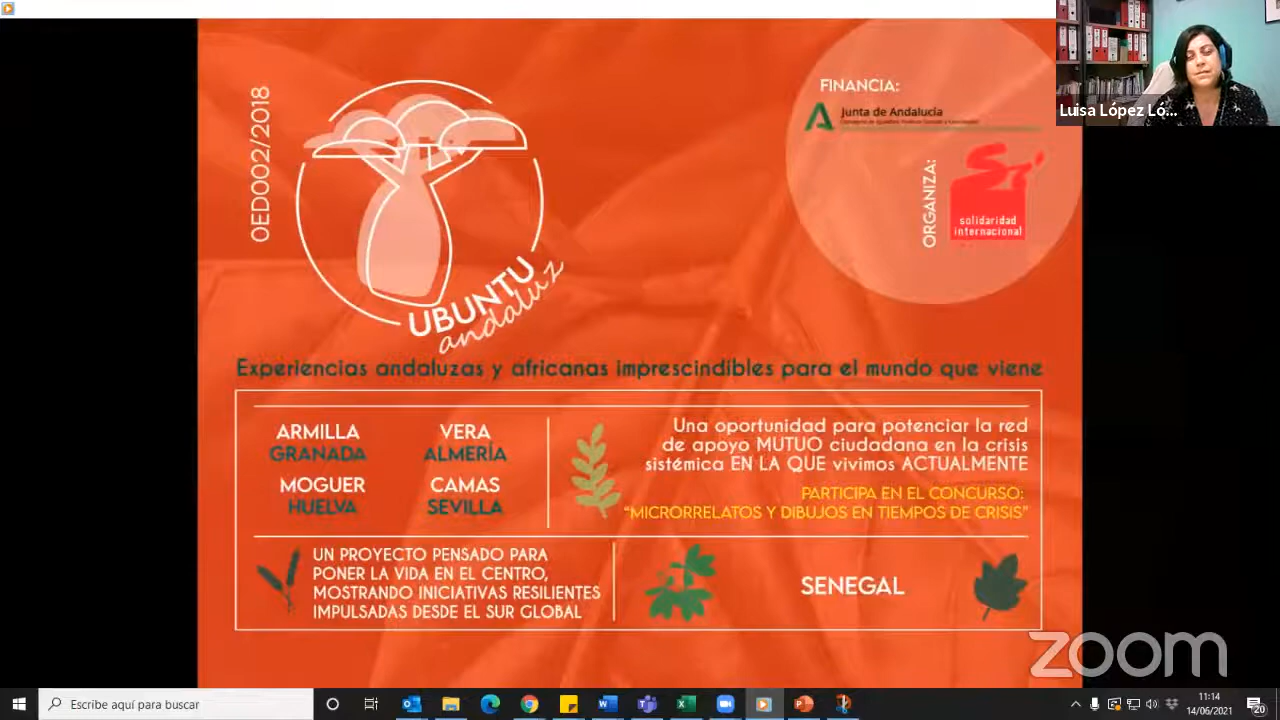 0ED002/2018
UBUNTU
andaluz
FINANCIA:
Junta de Andalucía
ORGANIZA:
solidaridad
internacional
Luisa López Ló...
Experiencias andaluzas y africanas imprescindibles para el mundo que viene
ARMILLA
GRANADA
VERA
ALMERÍA
MOGUER
HUELVA
CAMAS
SEVILLA
Una oportunidad para potenciar la red
de apoyo MUTUO ciudadana en la crisis
sistémica EN LA QUE vivimos ACTUALMENTE
PARTICIPA EN EL CONCURSO:
“MICRORRELATOS Y DIBUJOS EN TIEMPOS DE CRISIS”
UN PROYECTO PENSADO PARA
PONER LA VIDA EN EL CENTRO,
MOSTRANDO INICIATIVAS RESILIENTES
IMPULSADAS DESDE EL SUR GLOBAL
SENEGAL
zoom
Escribe aquí para buscar
11:14
14/06/2021
20